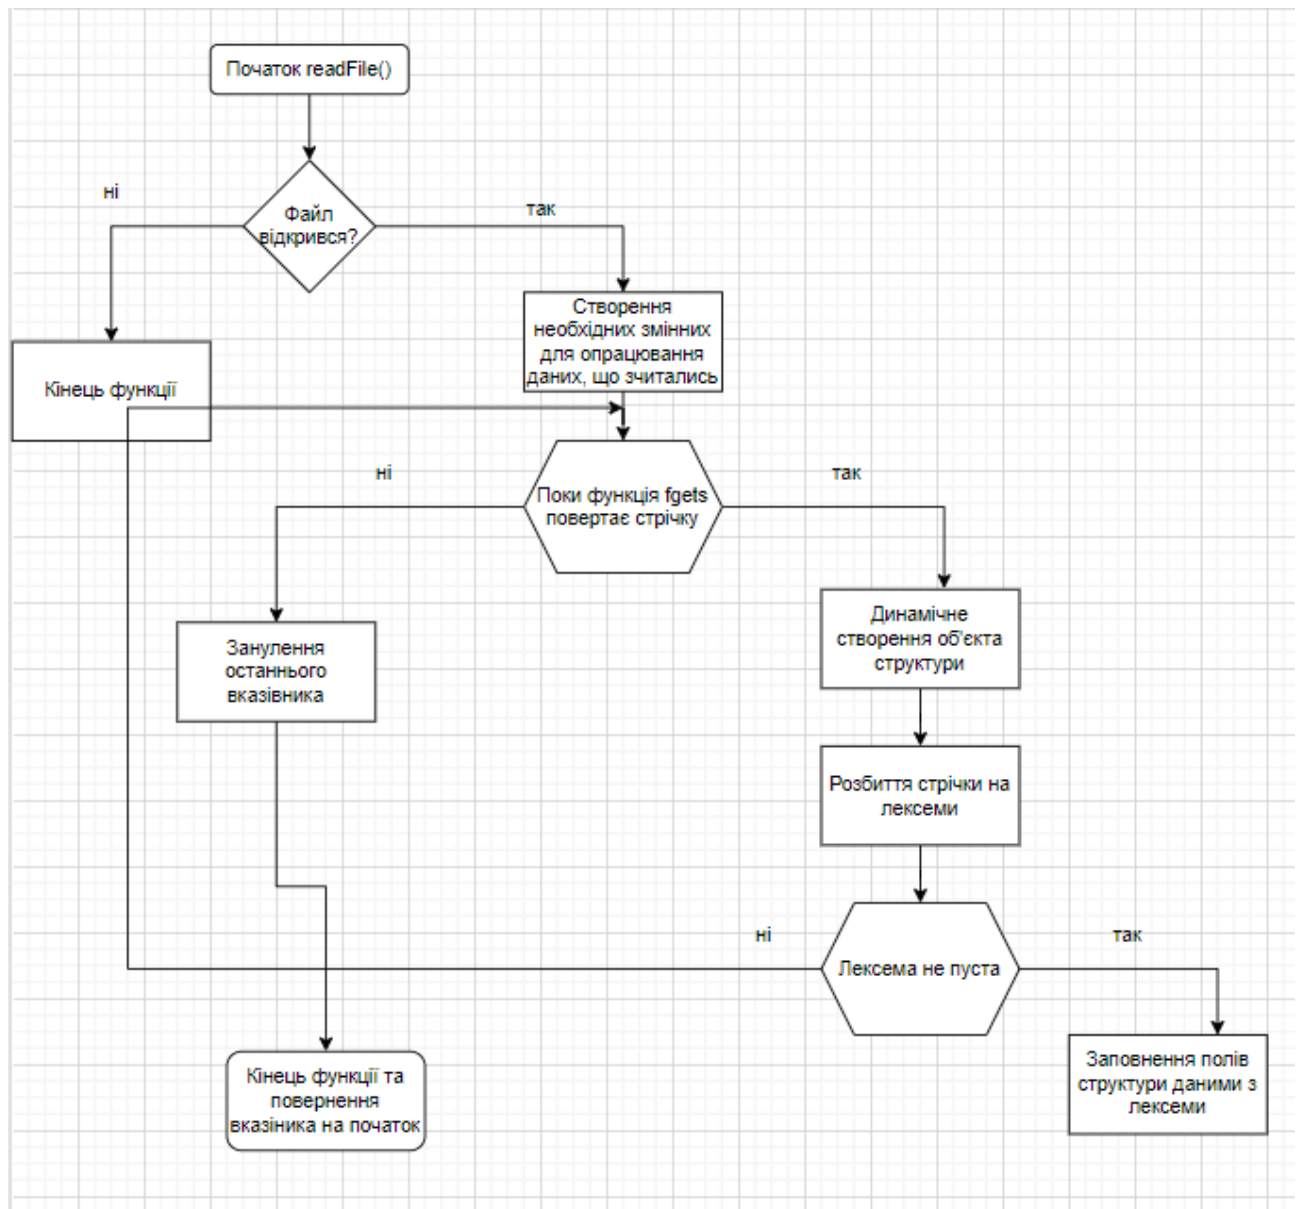 Початок readFile()
ні
так
Файл
відкрився?
Створення
необхідних змінних
для опрацювання
даних, що зчитались
Кінець функції
ні
так
Поки функція fgets
повертає стрічку
Динамічне
створення об'єкта
структури
Занулення
останнього
вказівника
Розбиття стрічки на
лексеми
ні
так
Лексема не пуста
Заповнення полів
структури даними з
лексеми
Кінець функції та
повернення
вказіника на початок